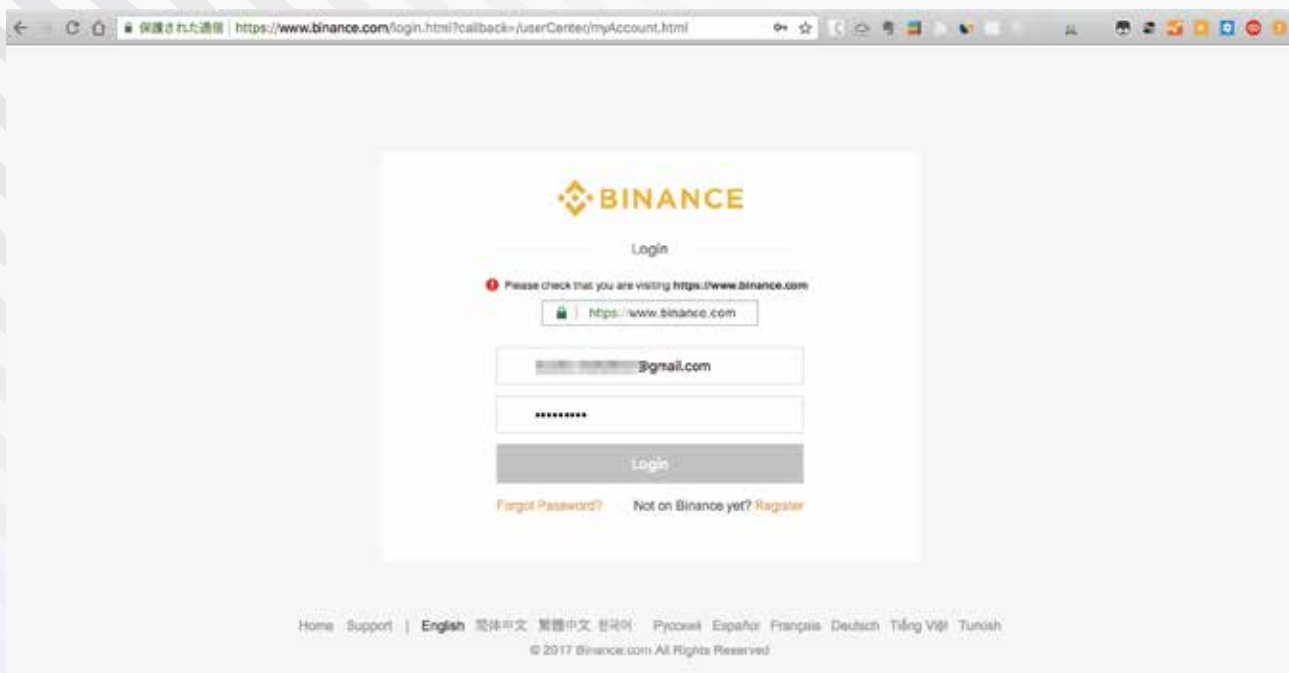 保護された通信 https://www.binance.com/login.html?callback=/userCenter/myAccount.html
BINANCE
Login
Please check that you are visiting https://www.binance.com
https://www.binance.com
@gmail.com
•••••••••
Login
Forgot Password? Not on Binance yet? Register
Home Support | English 简体中文 繁體中文 한국어 Русский Español Français Deutsch Tiếng Việt Turkish
© 2017 Binance.com All Rights Reserved